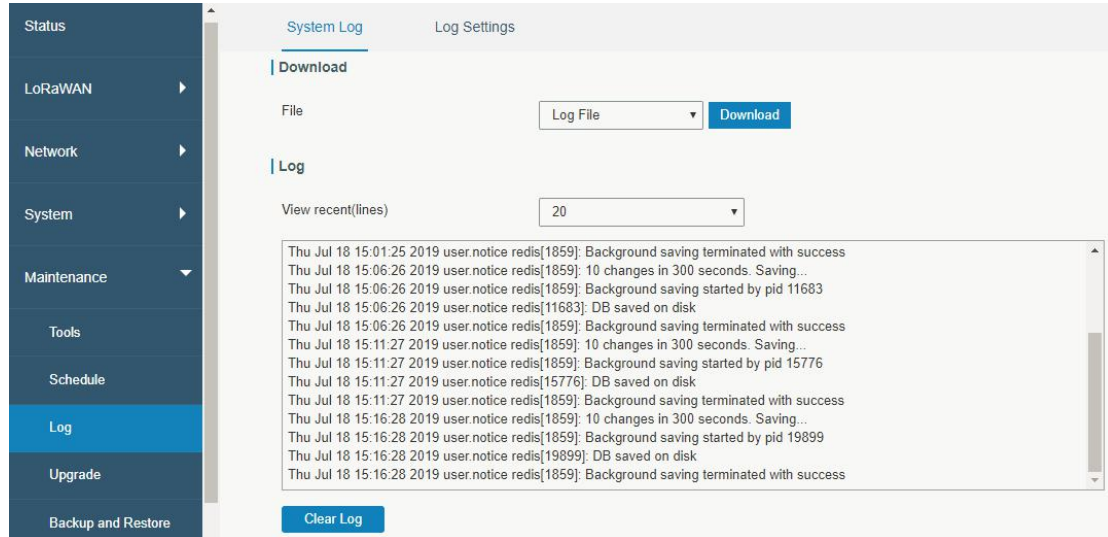 Status
LoRaWAN
Network
System
Maintenance
Tools
Schedule
Log
Upgrade
Backup and Restore
System Log
Log Settings
Download
File
Log File
Download
Log
View recent(lines)
20
Thu Jul 18 15:01:25 2019 user.notice redis[1859]: Background saving terminated with success
Thu Jul 18 15:06:26 2019 user.notice redis[1859]: 10 changes in 300 seconds. Saving...
Thu Jul 18 15:06:26 2019 user.notice redis[1859]: Background saving started by pid 11683
Thu Jul 18 15:06:26 2019 user.notice redis[11683]: DB saved on disk
Thu Jul 18 15:06:26 2019 user.notice redis[1859]: Background saving terminated with success
Thu Jul 18 15:11:27 2019 user.notice redis[1859]: 10 changes in 300 seconds. Saving...
Thu Jul 18 15:11:27 2019 user.notice redis[1859]: Background saving started by pid 15776
Thu Jul 18 15:11:27 2019 user.notice redis[15776]: DB saved on disk
Thu Jul 18 15:11:27 2019 user.notice redis[1859]: Background saving terminated with success
Thu Jul 18 15:16:28 2019 user.notice redis[1859]: 10 changes in 300 seconds. Saving...
Thu Jul 18 15:16:28 2019 user.notice redis[1859]: Background saving started by pid 19899
Thu Jul 18 15:16:28 2019 user.notice redis[19899]: DB saved on disk
Thu Jul 18 15:16:28 2019 user.notice redis[1859]: Background saving terminated with success
Clear Log